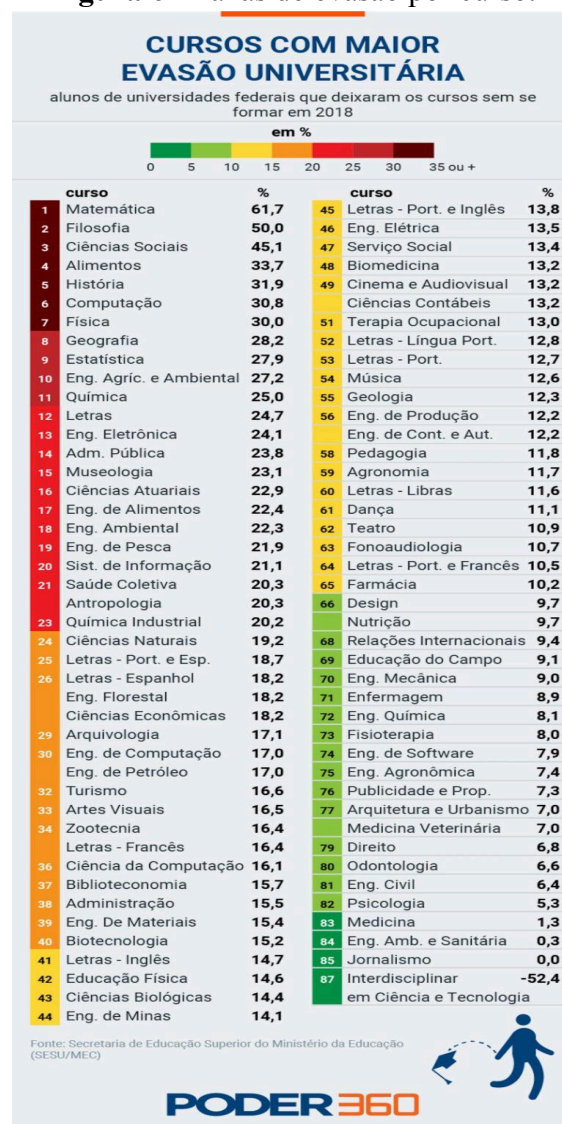 de evasão por curso.
CURSOS COM MAIOR
EVASÃO UNIVERSITÁRIA
alunos de universidades federais que deixaram os cursos sem se
formar em 2018
em %
0 5 10 15 20 25 30 35 ou +
curso %
1 Matemática 61,7
2 Filosofia 50,0
3 Ciências Sociais 45,1
4 Alimentos 33,7
5 História 31,9
6 Computação 30,8
7 Física 30,0
8 Geografia 28,2
9 Estatística 27,9
10 Eng. Agríc. e Ambiental 27,2
11 Química 25,0
12 Letras 24,7
13 Eng. Eletrônica 24,1
14 Adm. Pública 23,8
15 Museologia 23,1
16 Ciências Atuariais 22,9
17 Eng. de Alimentos 22,4
18 Eng. Ambiental 22,3
19 Eng. de Pesca 21,9
20 Sist. de Informação 21,1
21 Saúde Coletiva 20,3
Antropologia 20,3
23 Química Industrial 20,2
24 Ciências Naturais 19,2
25 Letras - Port. e Esp. 18,7
26 Letras - Espanhol 18,2
Eng. Florestal 18,2
Ciências Econômicas 18,2
29 Arquivologia 17,1
30 Eng. de Computação 17,0
Eng. de Petróleo 17,0
32 Turismo 16,6
33 Artes Visuais 16,5
34 Zootecnia 16,4
Letras - Francês 16,4
36 Ciência da Computação 16,1
37 Biblioteconomia 15,7
38 Administração 15,5
39 Eng. De Materiais 15,4
40 Biotecnologia 15,2
41 Letras - Inglês 14,7
42 Educação Física 14,6
43 Ciências Biológicas 14,4
44 Eng. de Minas 14,1
curso %
45 Letras - Port. e Inglês 13,8
46 Eng. Elétrica 13,5
47 Serviço Social 13,4
48 Biomedicina 13,2
49 Cinema e Audiovisual 13,2
Ciências Contábeis 13,2
51 Terapia Ocupacional 13,0
52 Letras - Língua Port. 12,8
53 Letras - Port. 12,7
54 Música 12,6
55 Geologia 12,3
56 Eng. de Produção 12,2
Eng. de Cont. e Aut. 12,2
58 Pedagogia 11,8
59 Agronomia 11,7
60 Letras - Libras 11,6
61 Dança 11,1
62 Teatro 10,9
63 Fonoaudiologia 10,7
64 Letras - Port. e Francês 10,5
65 Farmácia 10,2
66 Design 9,7
Nutrição 9,7
68 Relações Internacionais 9,4
69 Educação do Campo 9,1
70 Eng. Mecânica 9,0
71 Enfermagem 8,9
72 Eng. Química 8,1
73 Fisioterapia 8,0
74 Eng. de Software 7,9
75 Eng. Agronômica 7,4
76 Publicidade e Prop. 7,3
77 Arquitetura e Urbanismo 7,0
Medicina Veterinária 7,0
79 Direito 6,8
80 Odontologia 6,6
81 Eng. Civil 6,4
82 Psicologia 5,3
83 Medicina 1,3
84 Eng. Amb. e Sanitária 0,3
85 Jornalismo 0,0
87 Interdisciplinar -52,4
em Ciência e Tecnologia
Fonte: Secretaria de Educação Superior do Ministério da Educação
(SESU/MEC)
PODER360